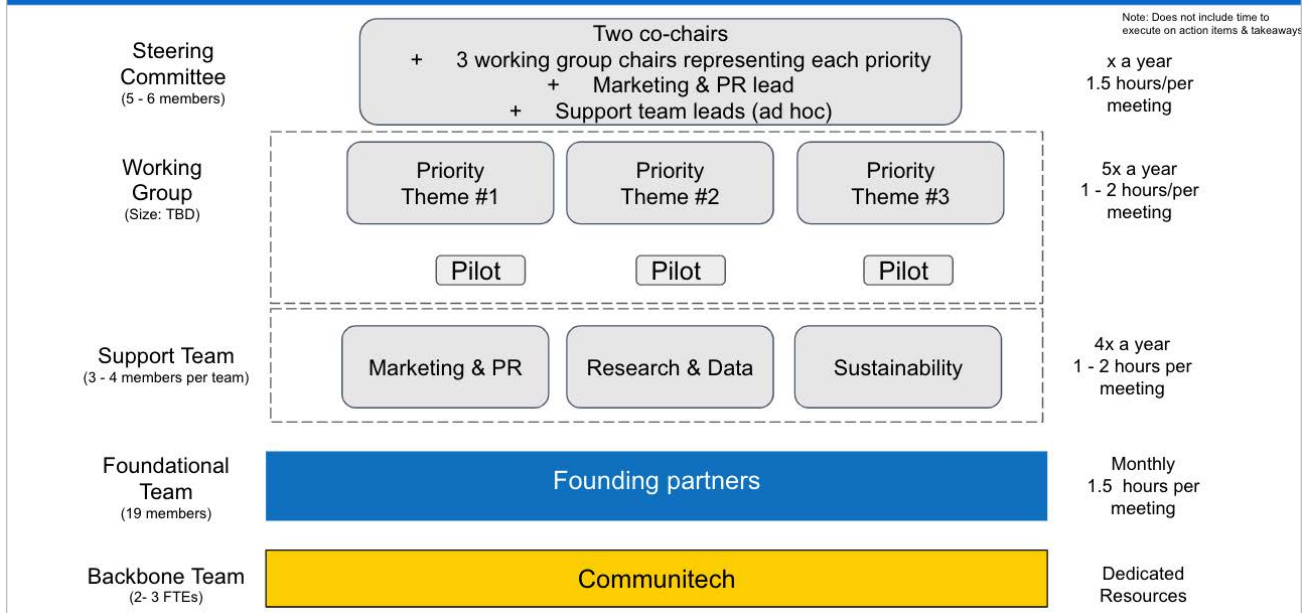 Note: Does not include time to
execute on action items & takeaways
Steering
Committee
(5 - 6 members)
Two co-chairs
+ 3 working group chairs representing each priority
+ Marketing & PR lead
+ Support team leads (ad hoc)
x a year
1.5 hours/per
meeting
Working
Group
(Size: TBD)
Priority
Theme #1
Priority
Theme #2
Priority
Theme #3
5x a year
1 - 2 hours/per
meeting
Pilot
Pilot
Pilot
Support Team
(3 - 4 members per team)
Marketing & PR
Research & Data
Sustainability
4x a year
1 - 2 hours per
meeting
Foundational
Team
(19 members)
Founding partners
Monthly
1.5 hours per
meeting
Backbone Team
(2- 3 FTEs)
Communitech
Dedicated
Resources